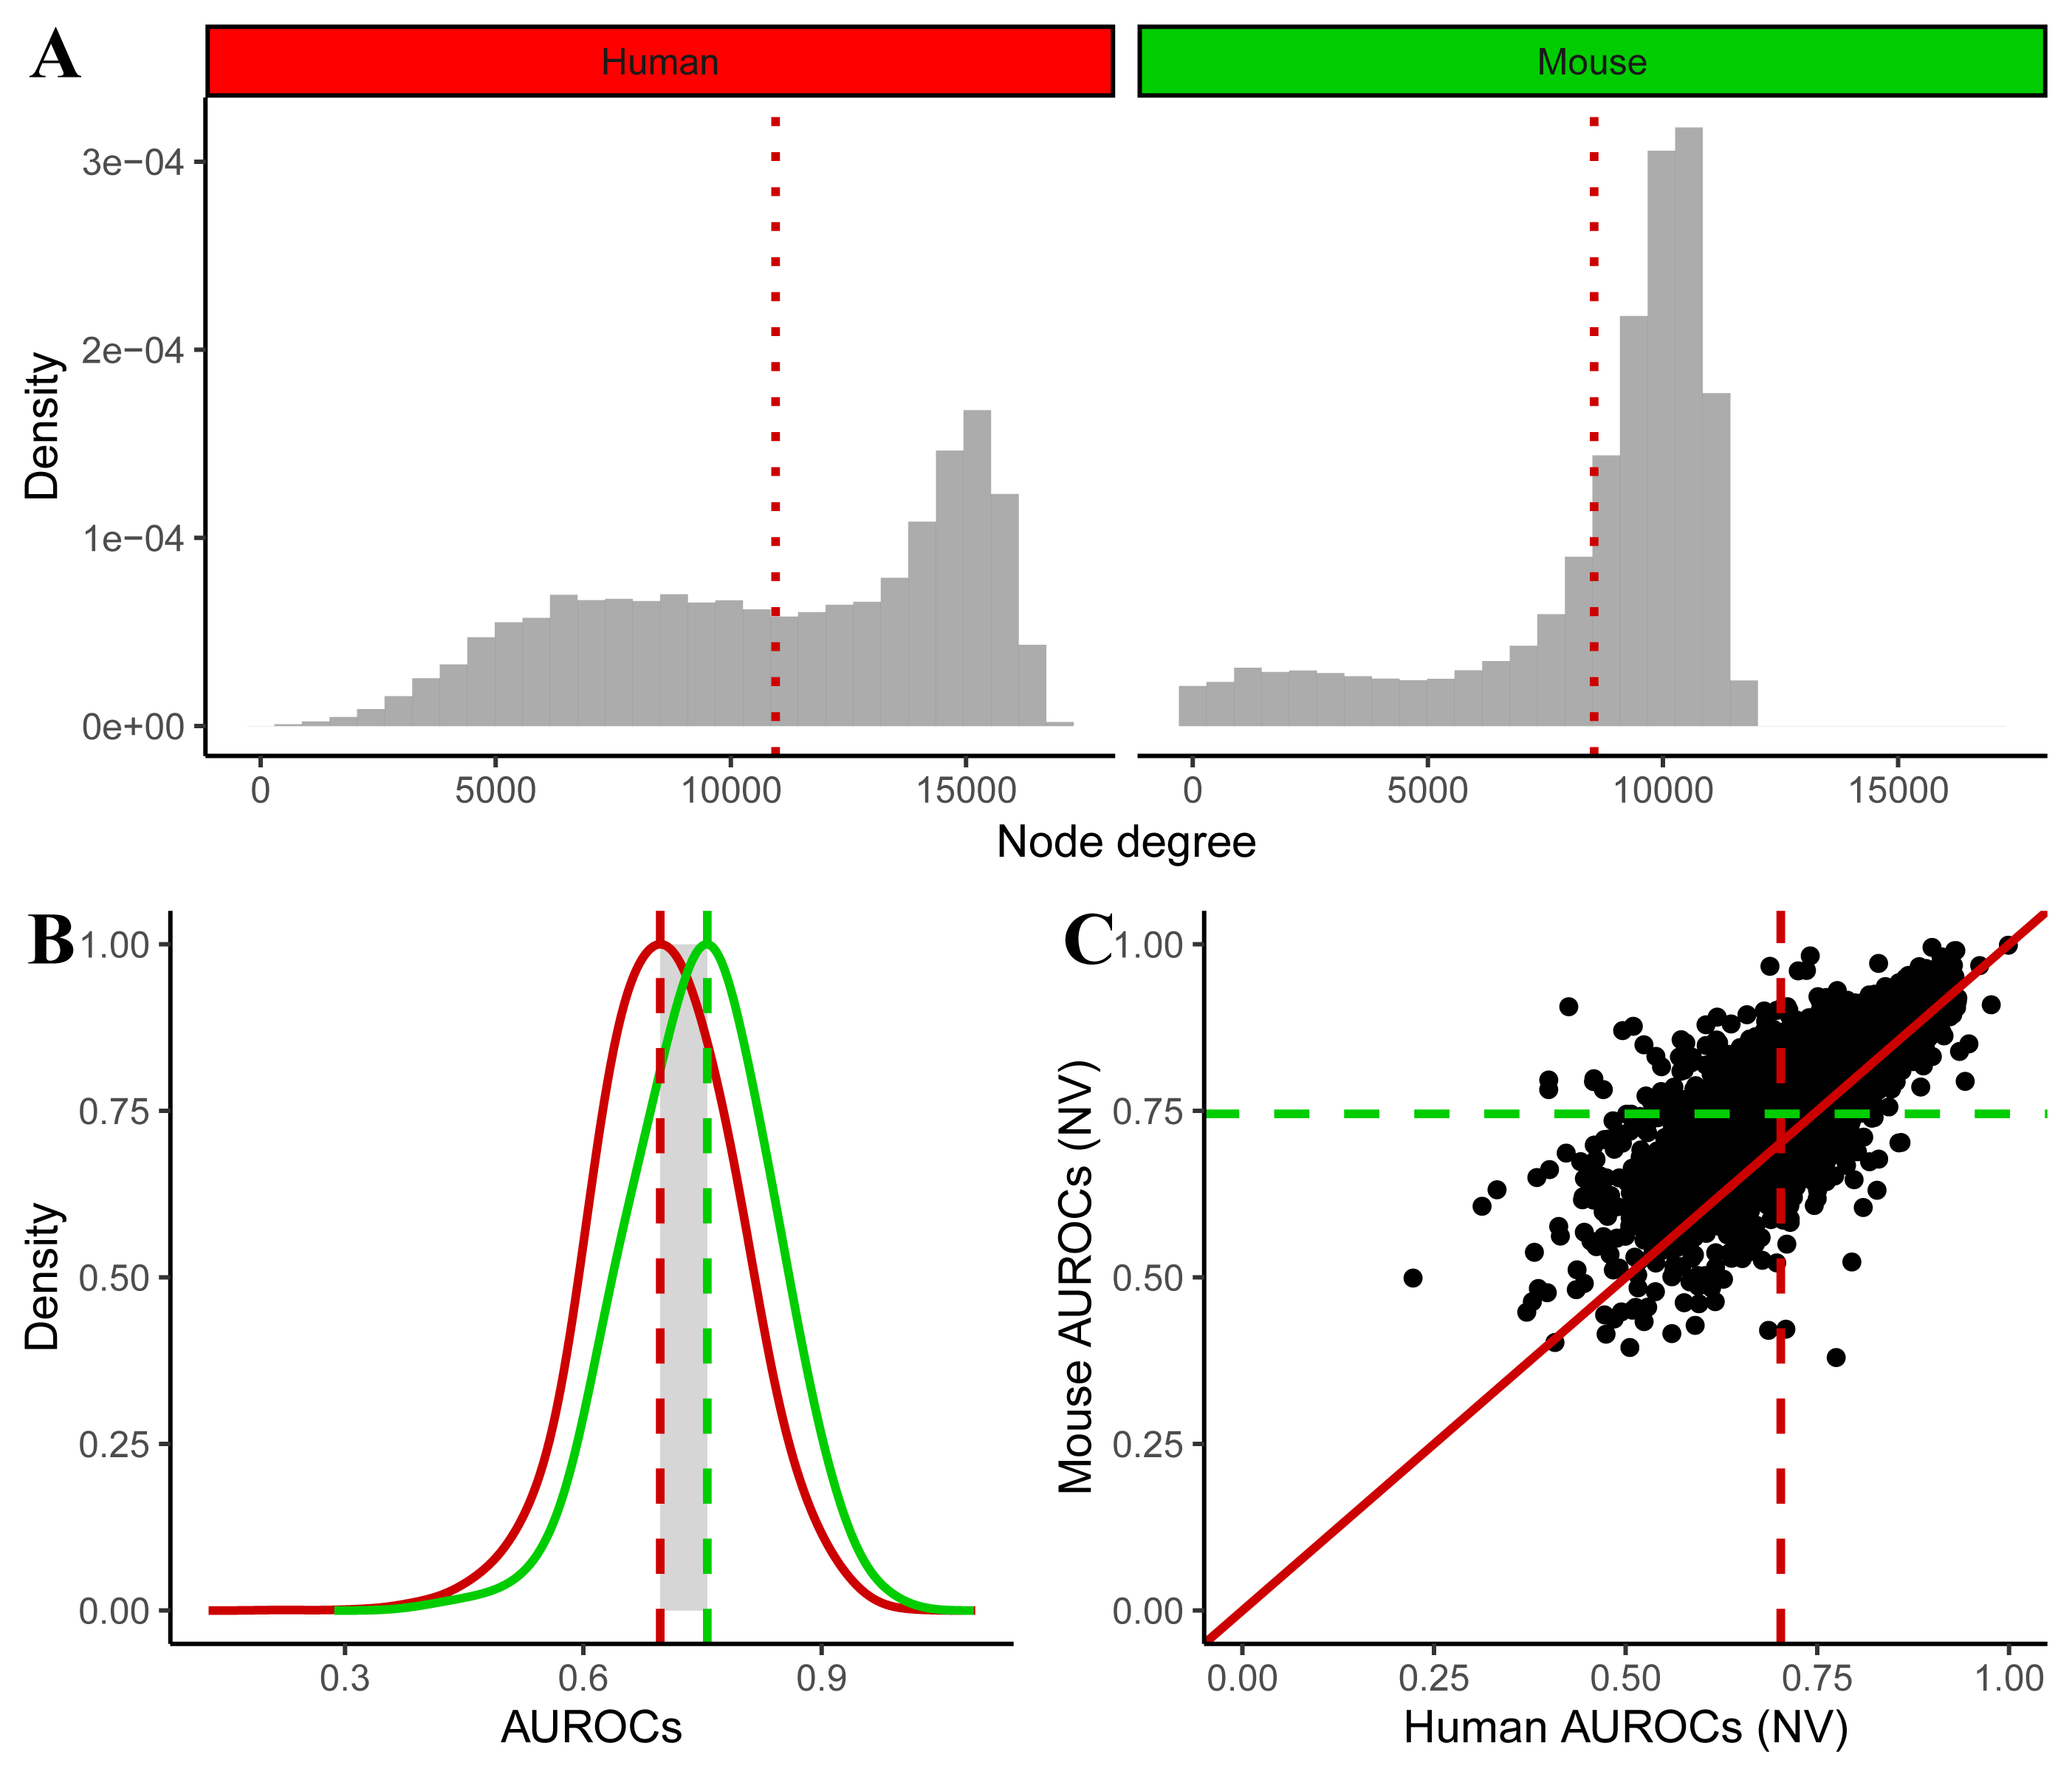 A
Human
Mouse
Density
3e−04
2e−04
1e−04
0e+00
0
5000
10000
15000
0
5000
10000
15000
Node degree
B
Density
1.00
0.75
0.50
0.25
0.00
0.3
0.6
0.9
AUROCs
C
Mouse AUROCs (NV)
1.00
0.75
0.50
0.25
0.00
0.00
0.25
0.50
0.75
1.00
Human AUROCs (NV)